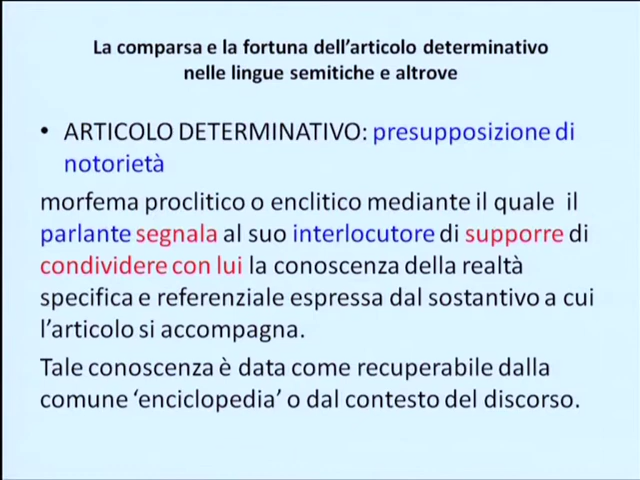 La comparsa e la fortuna dell’articolo determinativo
nelle lingue semitiche e altrove
• ARTICOLO DETERMINATIVO: presupposizione di
notorietà
morfema proclitico o enclitico mediante il quale il
parlante segnala al suo interlocutore di supporre di
condividere con lui la conoscenza della realtà
specifica e referenziale espressa dal sostantivo a cui
l’articolo si accompagna.
Tale conoscenza è data come recuperabile dalla
comune ‘enciclopedia’ o dal contesto del discorso.